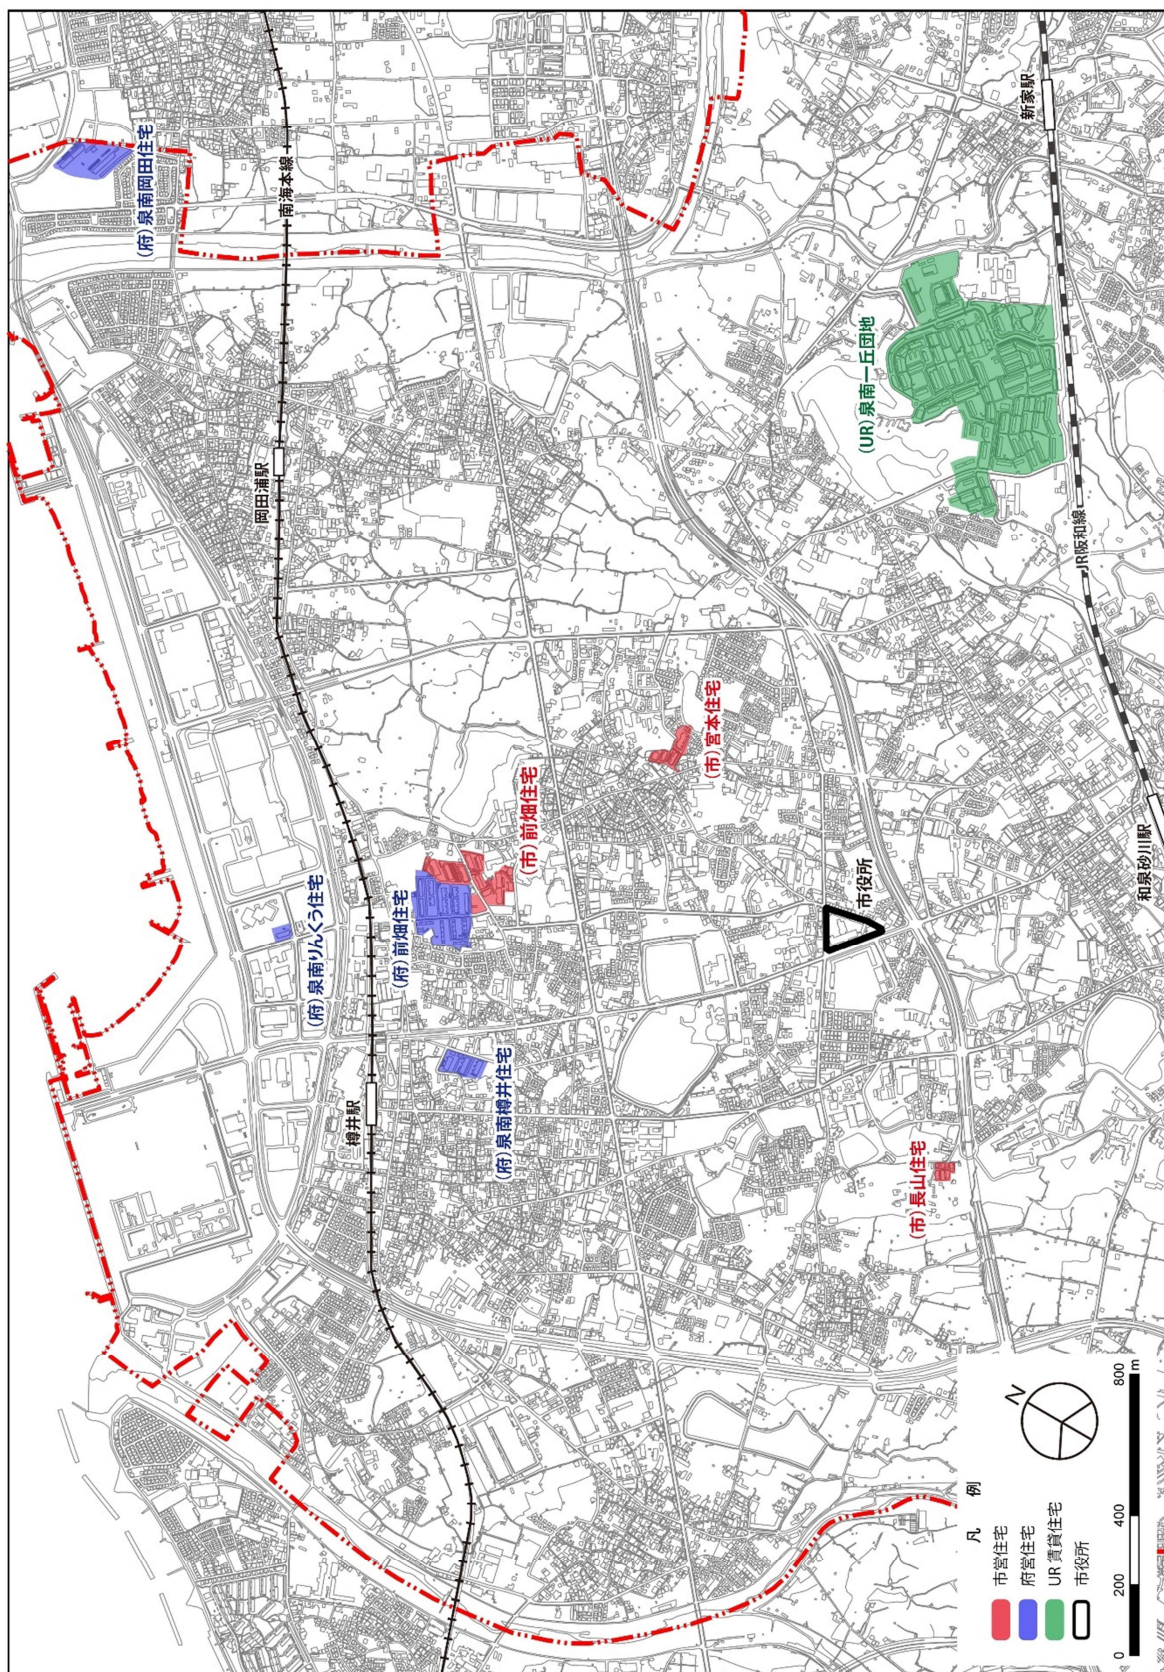 (府)泉南岡田住宅
南海本線
新家駅
岡田浦駅
(UR)泉南一丘団地
JR阪和線
(市)宮本住宅
(市)前畑住宅
(府)前畑住宅
(府)泉南りんくう住宅
市役所
和泉砂川駅
(府)泉南樽井住宅
樽井駅
(市)長山住宅
凡例
市営住宅
府営住宅
UR賃貸住宅
市役所
N
0 200 400 800
m